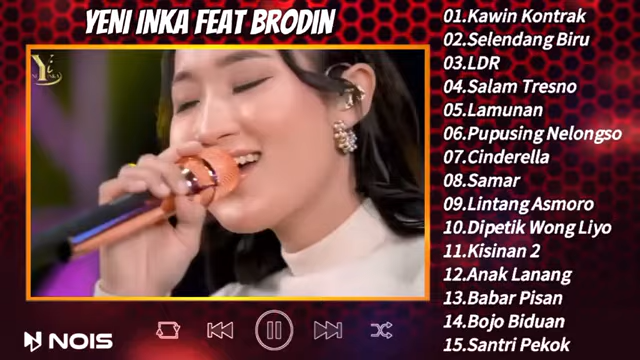 YENI INKA FEAT BRODIN
01.Kawin Kontrak
02.Selendang Biru
03.LDR
04.Salam Tresno
05.Lamunan
06.Pupusing Nelongso
07.Cinderella
08.Samar
09.Lintang Asmoro
10.Dipetik Wong Liyo
11.Kisinan 2
12.Anak Lanang
13.Babar Pisan
14.Bojo Biduan
15.Santri Pekok
NOIS